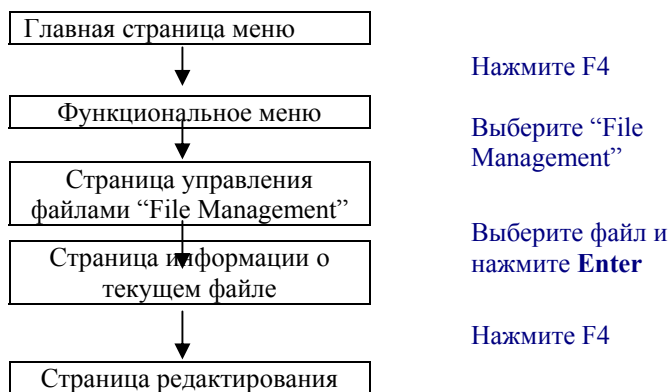 Главная страница меню
Нажмите F4
Функциональное меню
Выберите “File
Management”
Страница управления
файлами “File Management”
Выберите файл и
нажмите Enter
Страница информации о
текущем файле
Нажмите F4
Страница редактирования